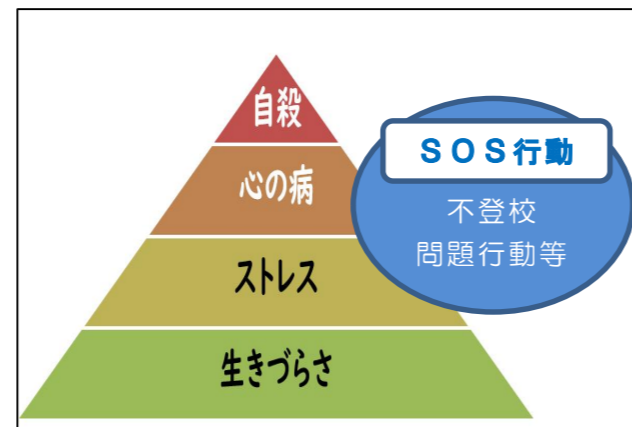 自殺
心の病
ストレス
生きづらさ
ＳＯＳ行動
不登校
問題行動等